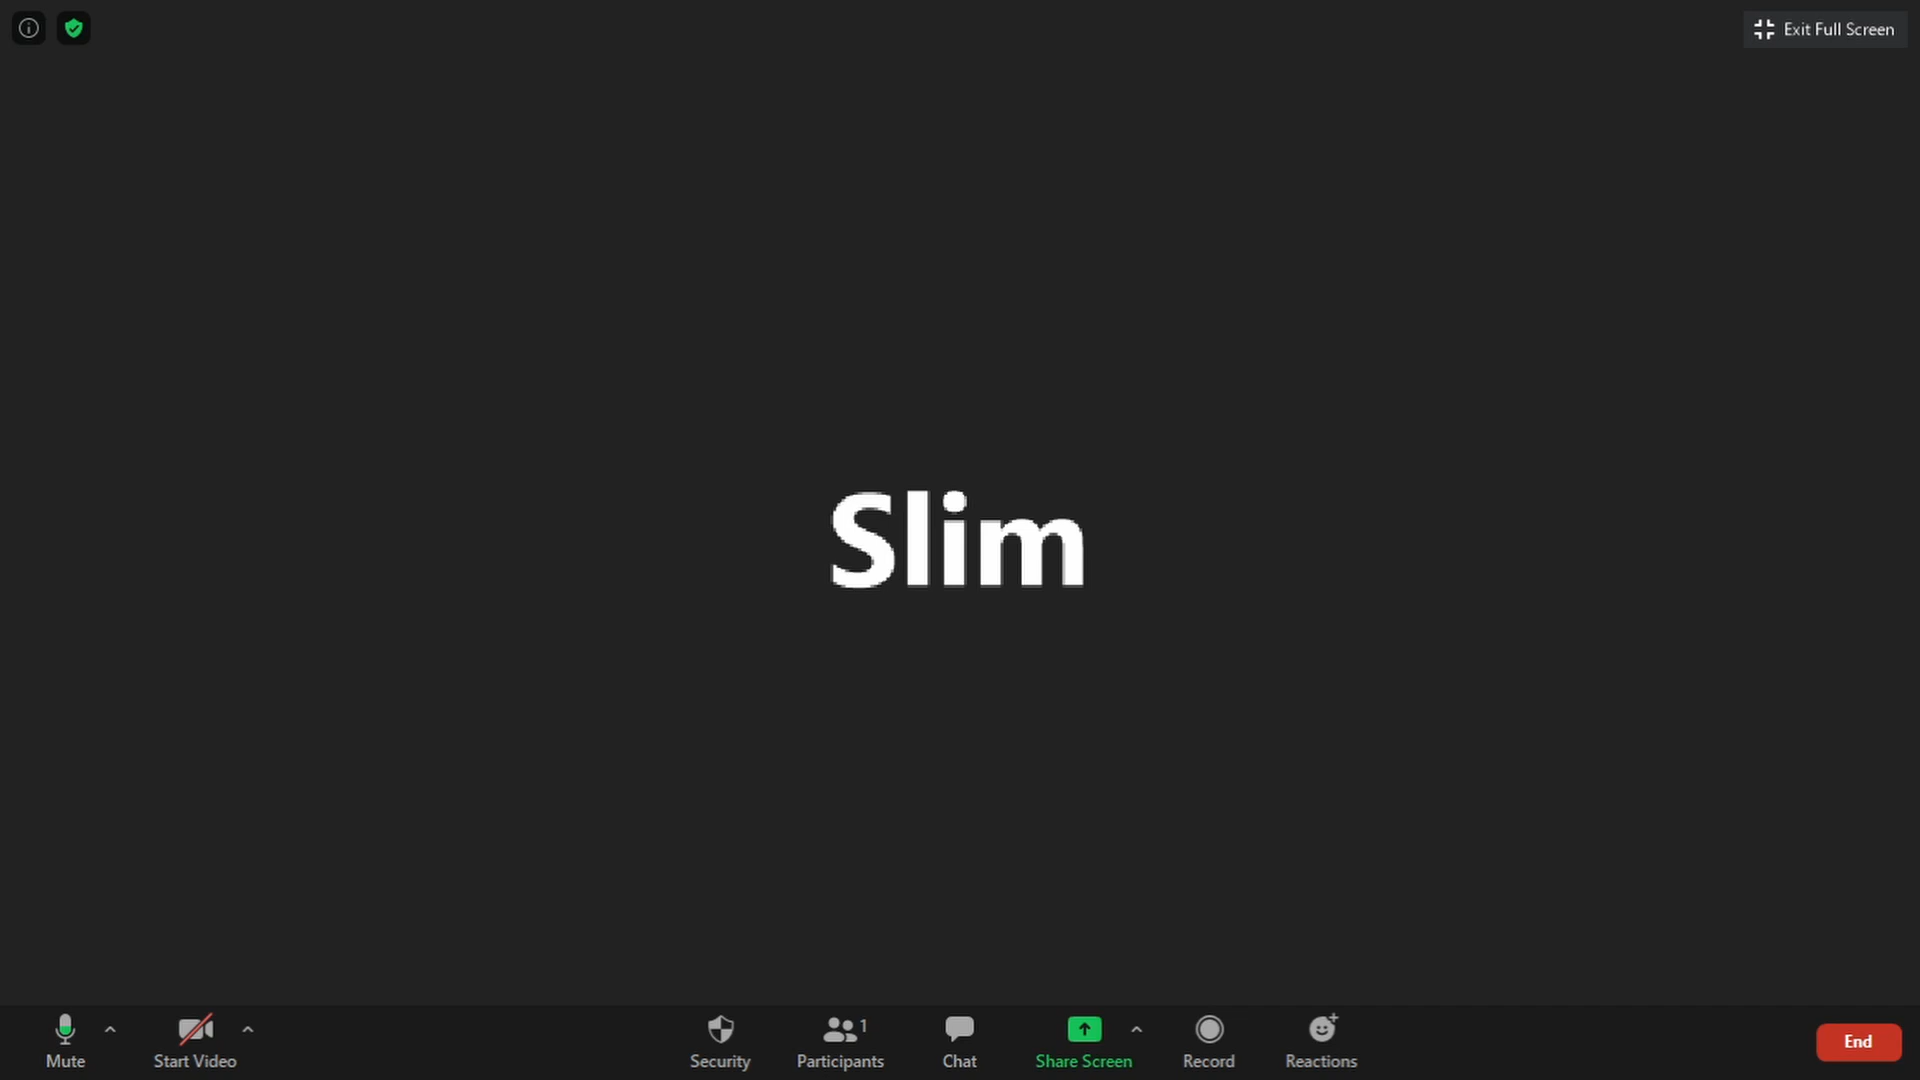 Exit Full Screen
Slim
Mute
Start Video
Security
1
Participants
Chat
Share Screen
Record
Reactions
End